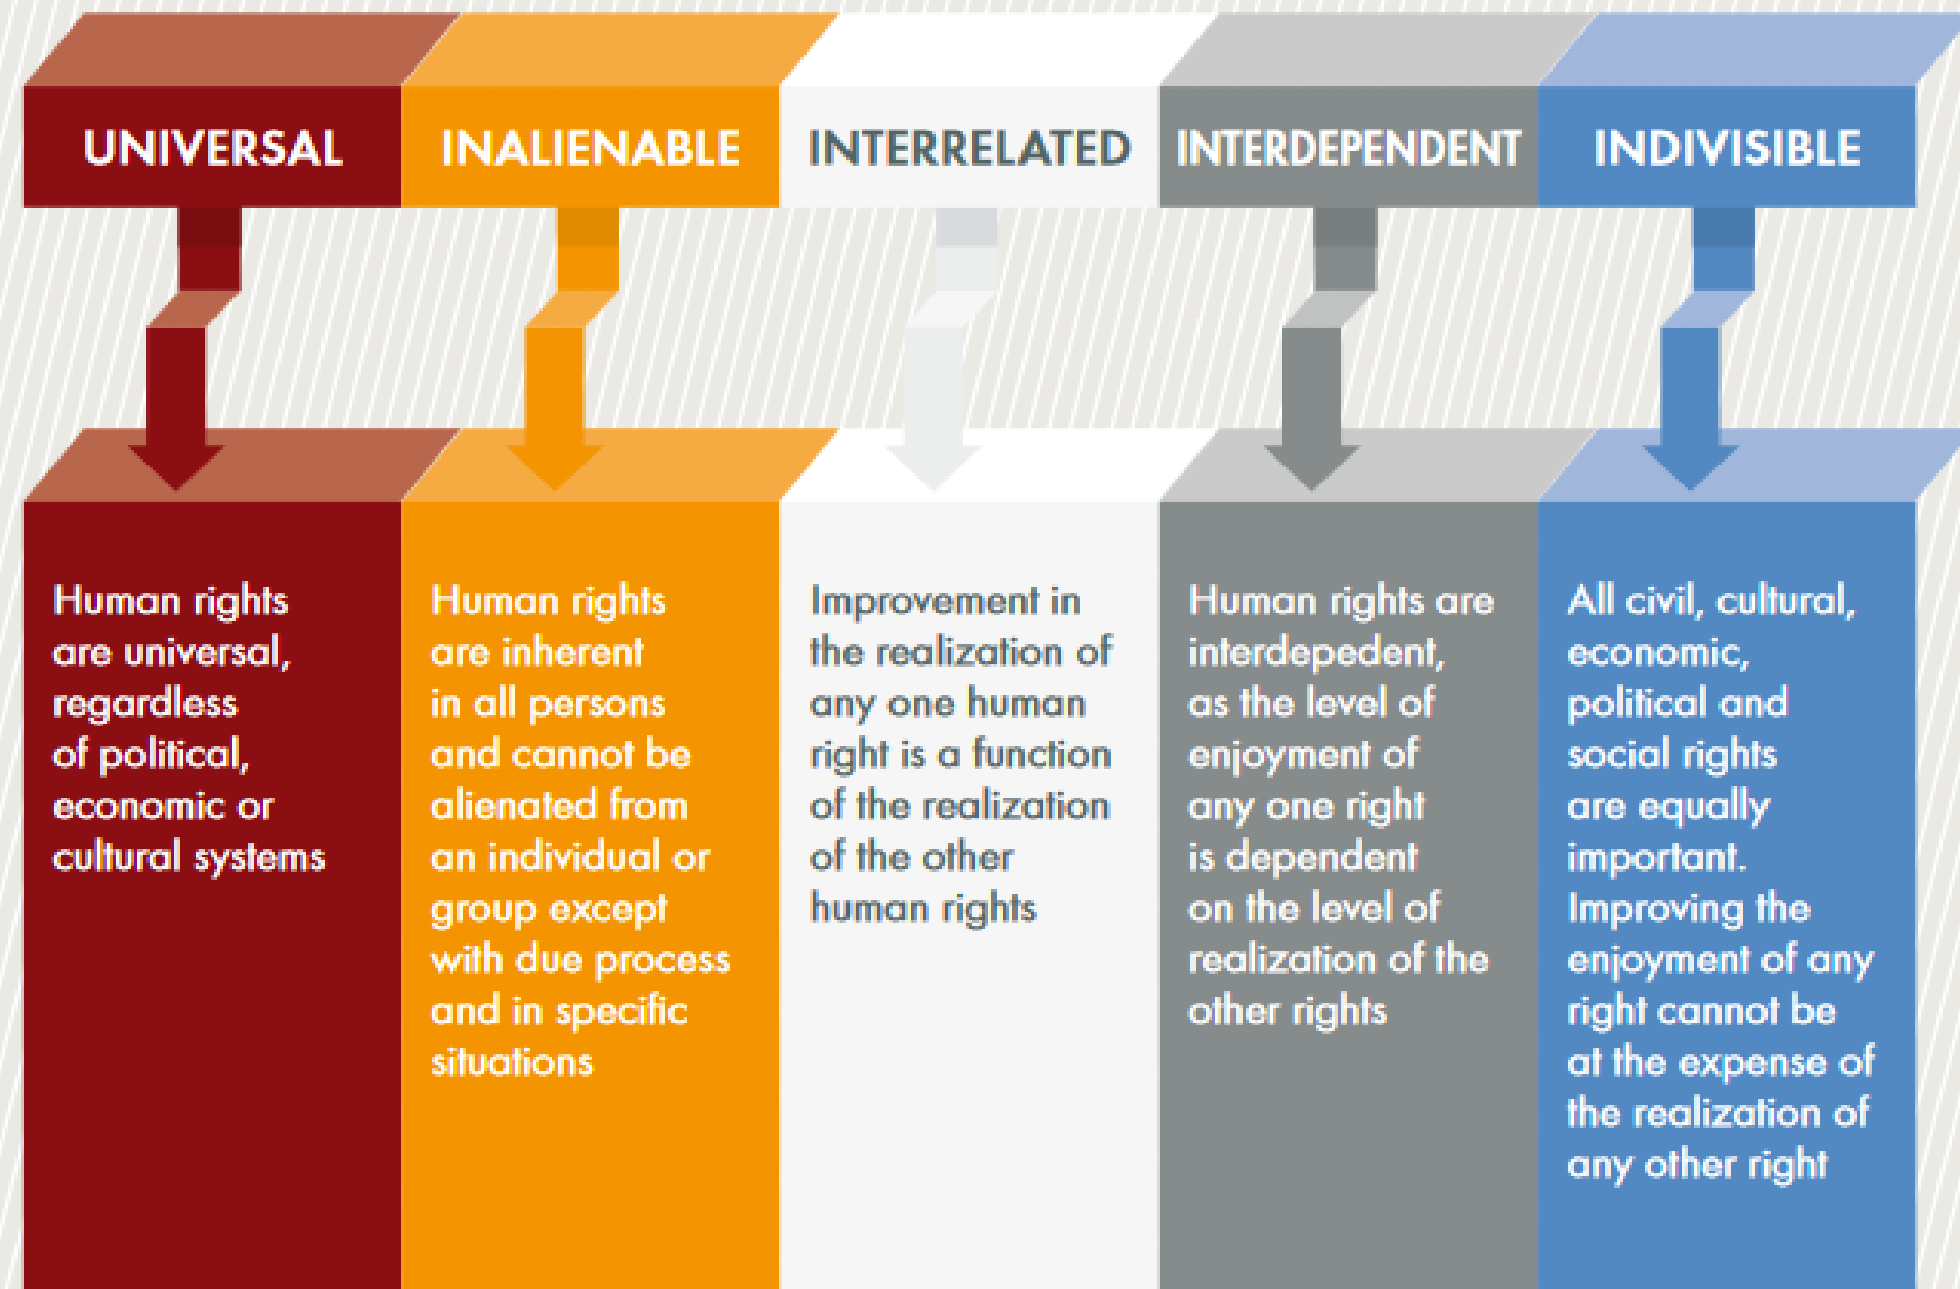 UNIVERSAL
INALIENABLE
INTERRELATED
INTERDEPENDENT
INDIVISIBLE
Human rights
are universal,
regardless
of political,
economic or
cultural systems
Human rights
are inherent
in all persons
and cannot be
alienated from
an individual or
group except
with due process
and in specific
situations
Improvement in
the realization of
any one human
right is a function
of the realization
of the other
human rights
Human rights are
interdepedent,
as the level of
enjoyment of
any one right
is dependent
on the level of
realization of the
other rights
All civil, cultural,
economic,
political and
social rights
are equally
important.
Improving the
enjoyment of any
right cannot be
at the expense of
the realization of
any other right